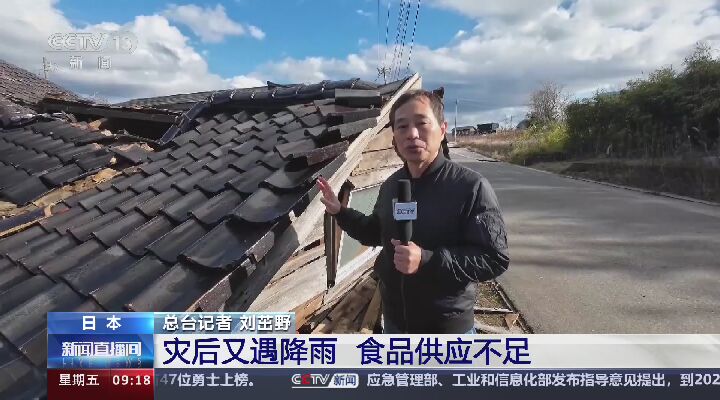 CCTV 13
新闻
CCTV
日本
总台记者 刘茁野
新闻直播间
LIVE NEWS
灾后又遇降雨 食品供应不足
星期五 09:18
47位勇士上榜。 CCTV 新闻 应急管理部、工业和信息化部发布指导意见提出，到202